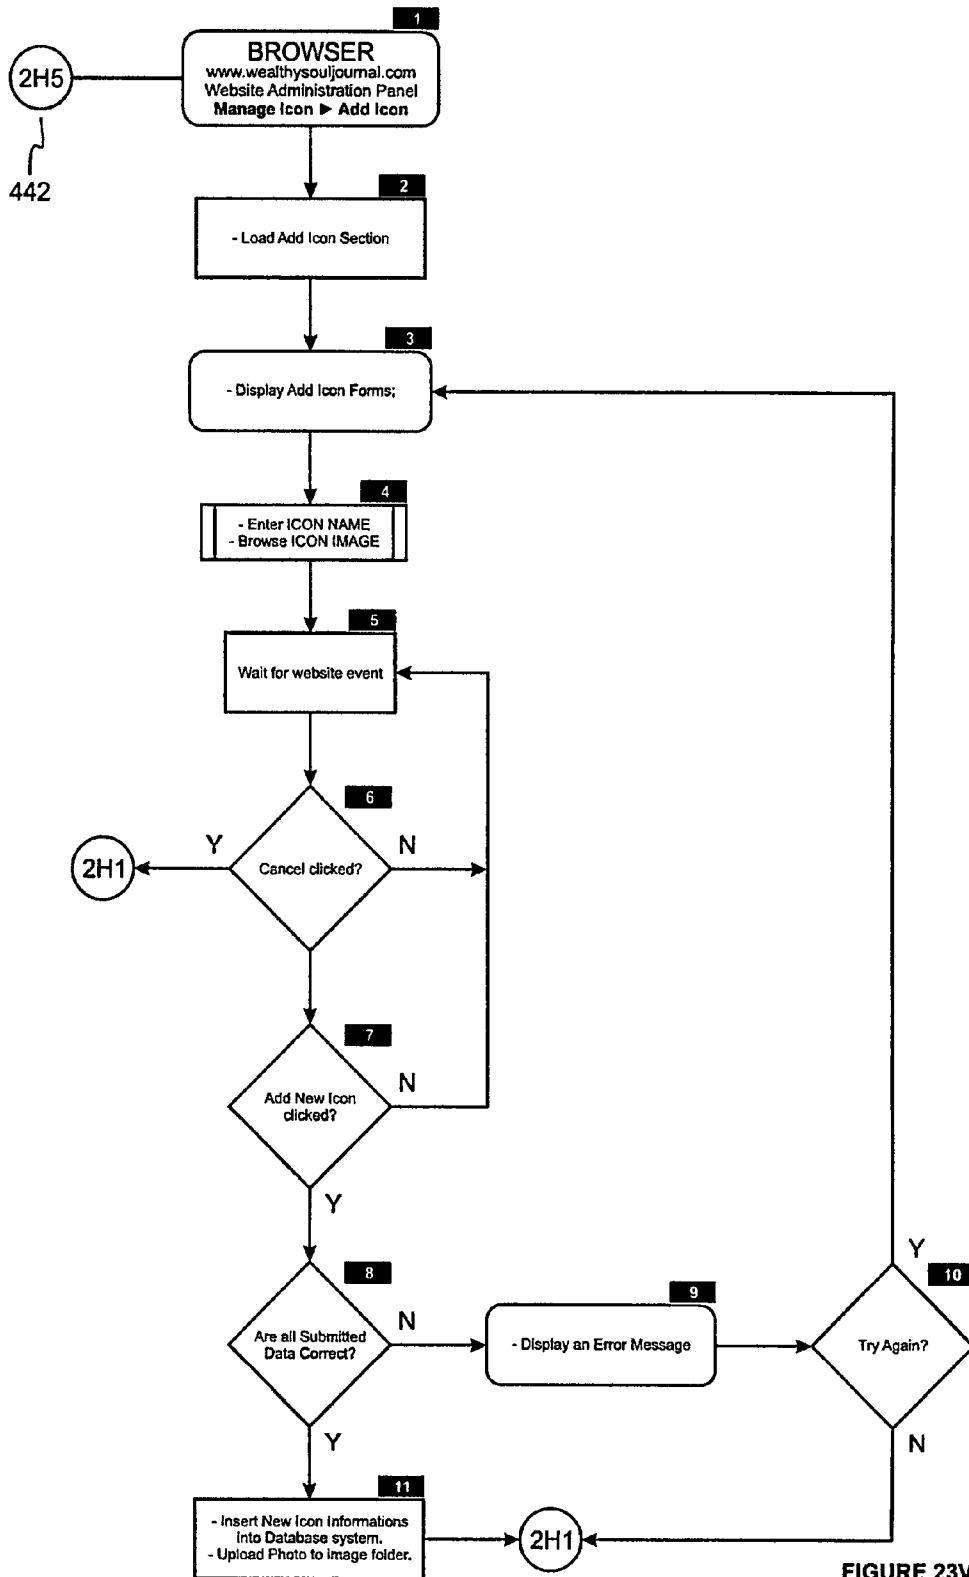 1
BROWSER
www.wealthysouljournal.com
Website Administration Panel
Manage Icon ► Add Icon
2H5
442
2
- Load Add Icon Section
3
- Display Add Icon Forms;
4
- Enter ICON NAME
- Browse ICON IMAGE
5
Wait for website event
6
Cancel clicked?
Y
N
2H1
7
Add New Icon
clicked?
N
Y
8
Are all Submitted
Data Correct?
N
Y
9
- Display an Error Message
10
Try Again?
Y
N
11
- Insert New Icon Informations
into Database system.
- Upload Photo to image folder.
2H1
FIGURE 23V